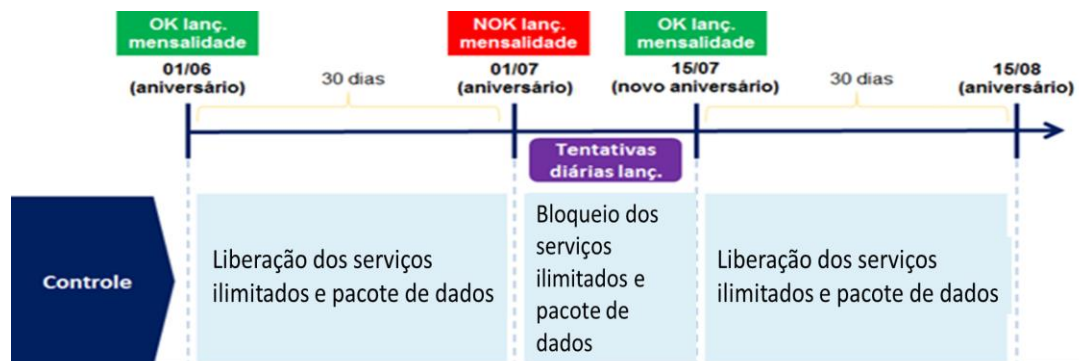 OK lanç.
mensalidade
NOK lanç.
mensalidade
OK lanç.
mensalidade
01/06
(aniversário)
30 dias
01/07
(aniversário)
15/07
(novo aniversário)
30 dias
15/08
(aniversário)
Tentativas
diárias lanç.
Controle
Liberação dos serviços
ilimitados e pacote de dados
Bloqueio dos
serviços
ilimitados e
pacote de
dados
Liberação dos serviços
ilimitados e pacote de dados